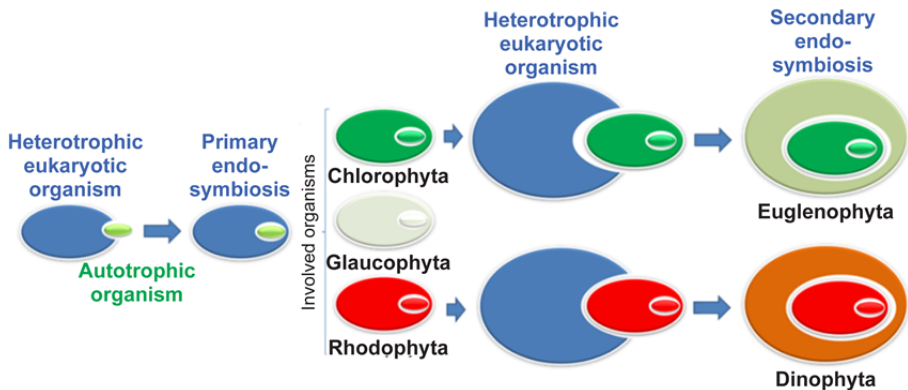 Heterotrophic
eukaryotic
organism
Autotrophic
organism
Primary
endo-
symbiosis
Involved organisms
Chlorophyta
Glaucophyta
Rhodophyta
Heterotrophic
eukaryotic
organism
Secondary
endo-
symbiosis
Euglenophyta
Dinophyta